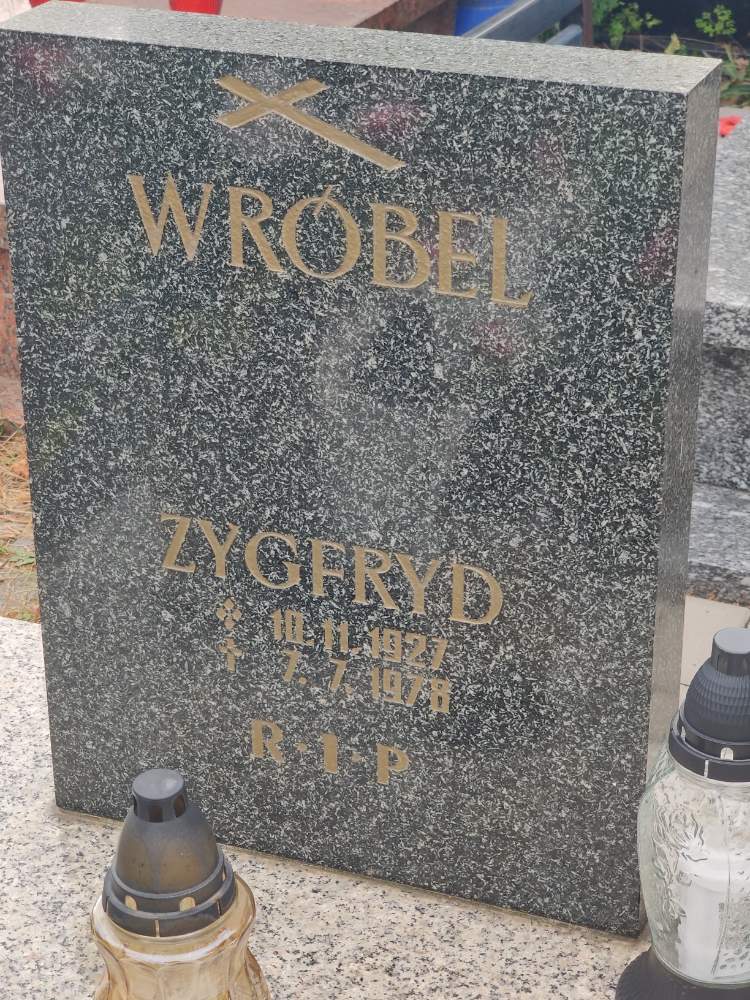 WRÓBEL
ZYGFRYD
10.11.1927
7.7.1978
R·I·P